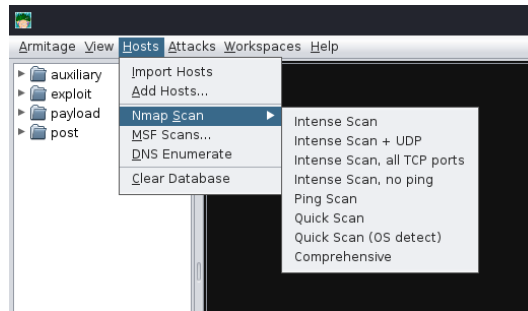 Armitage View Hosts Attacks Workspaces Help
auxiliary
exploit
payload
post
Import Hosts
Add Hosts...
Nmap Scan
MSF Scans...
DNS Enumerate
Clear Database
Intense Scan
Intense Scan + UDP
Intense Scan, all TCP ports
Intense Scan, no ping
Ping Scan
Quick Scan
Quick Scan (OS detect)
Comprehensive